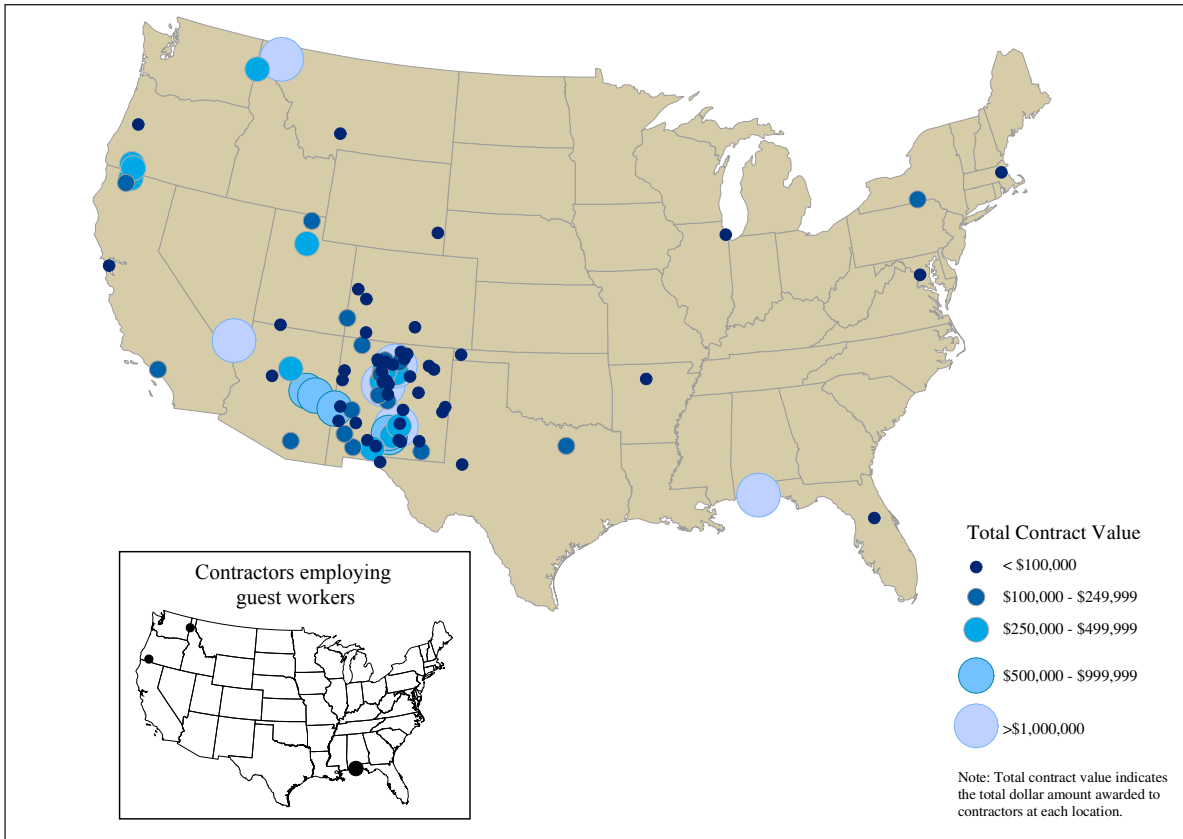 Total Contract Value
< $100,000
$100,000 - $249,999
$250,000 - $499,999
$500,000 - $999,999
>$1,000,000
Note: Total contract value indicates
the total dollar amount awarded to
contractors at each location.
Contractors employing
guest workers